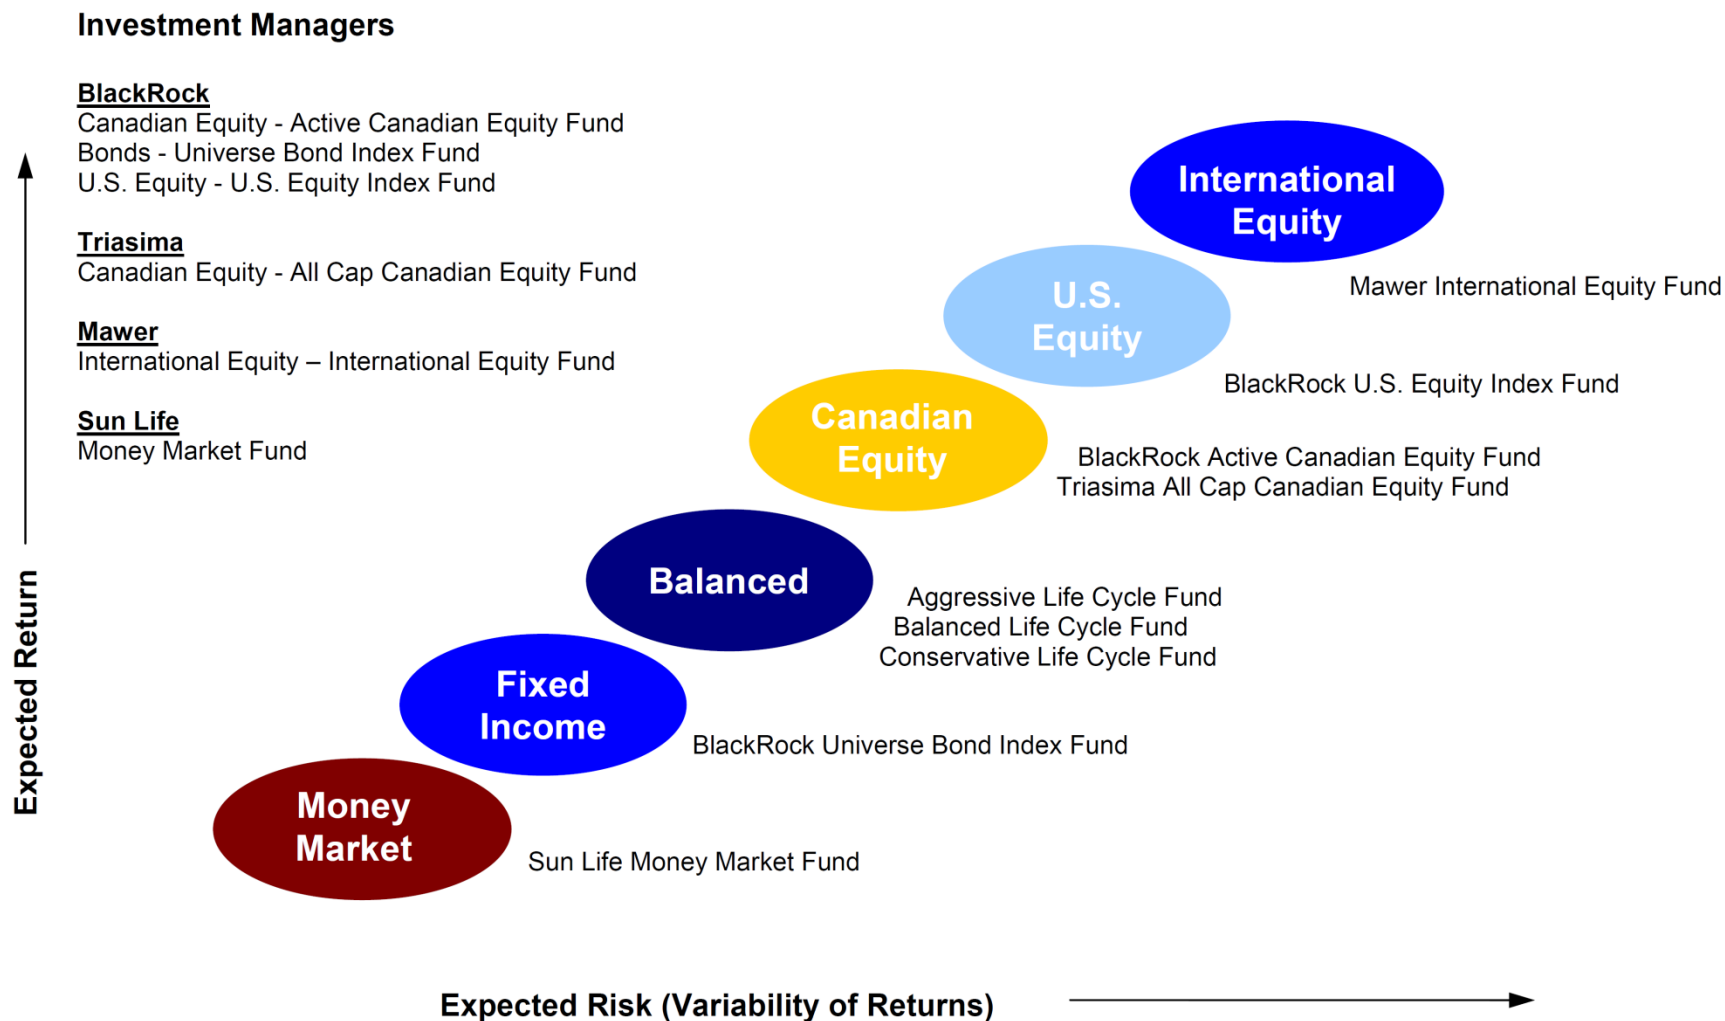 Investment Managers
BlackRock
Canadian Equity - Active Canadian Equity Fund
Bonds - Universe Bond Index Fund
U.S. Equity - U.S. Equity Index Fund
Triasima
Canadian Equity - All Cap Canadian Equity Fund
Mawer
International Equity – International Equity Fund
Sun Life
Money Market Fund
International
Equity
Mawer International Equity Fund
U.S.
Equity
BlackRock U.S. Equity Index Fund
Canadian
Equity
BlackRock Active Canadian Equity Fund
Triasima All Cap Canadian Equity Fund
Balanced
Aggressive Life Cycle Fund
Balanced Life Cycle Fund
Conservative Life Cycle Fund
Fixed
Income
BlackRock Universe Bond Index Fund
Money
Market
Sun Life Money Market Fund
Expected Return
Expected Risk (Variability of Returns)